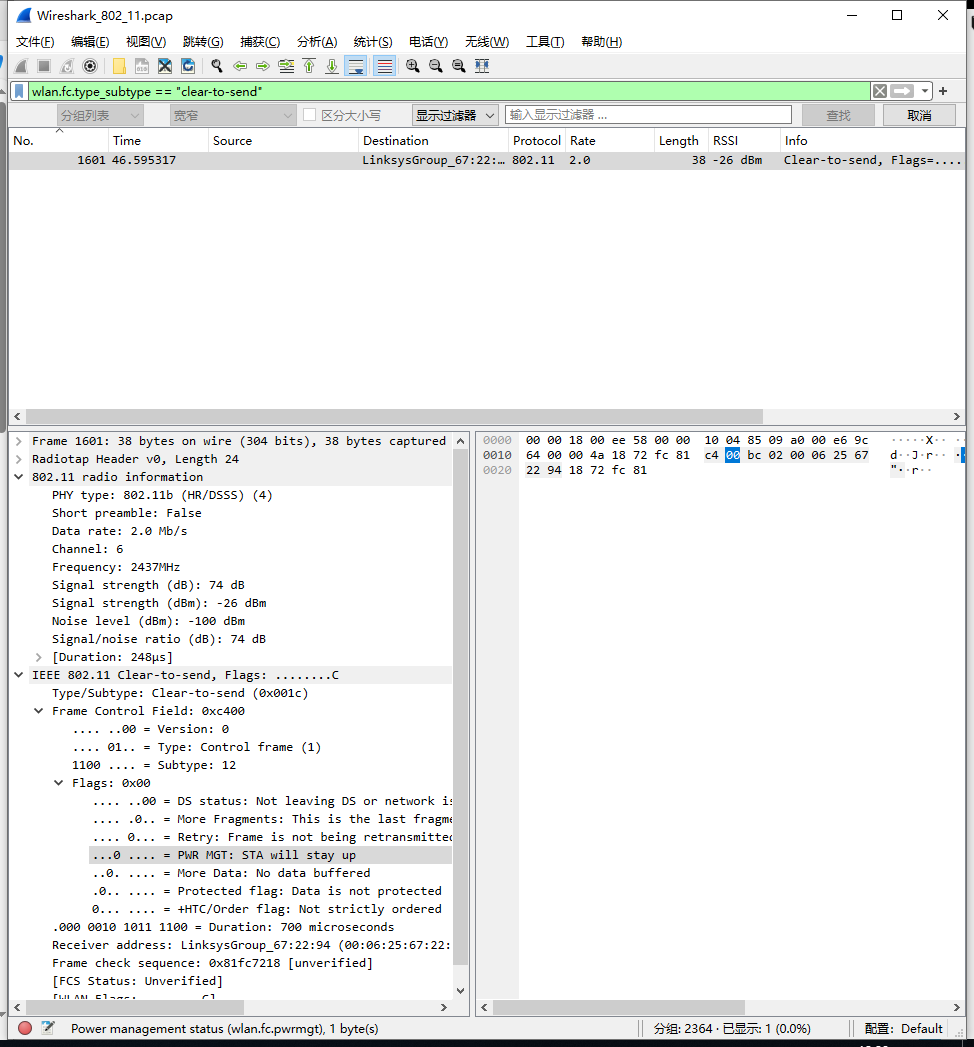 Wireshark_802_11.pcap
文件(F) 编辑(E) 视图(V) 跳转(G) 捕获(C) 分析(A) 统计(S) 电话(Y) 无线(W) 工具(T) 帮助(H)
wlan.fc.type_subtype == "clear-to-send"
分组列表 宽窄 区分大小写 显示过滤器 输入显示过滤器 ... 查找 取消
No. Time Source Destination Protocol Rate Length RSSI Info
1601 46.595317 LinksysGroup_67:22:… 802.11 2.0 38 -26 dBm Clear-to-send, Flags=....
Frame 1601: 38 bytes on wire (304 bits), 38 bytes captured
Radiotap Header v0, Length 24
802.11 radio information
PHY type: 802.11b (HR/DSSS) (4)
Short preamble: False
Data rate: 2.0 Mb/s
Channel: 6
Frequency: 2437MHz
Signal strength (dB): 74 dB
Signal strength (dBm): -26 dBm
Noise level (dBm): -100 dBm
Signal/noise ratio (dB): 74 dB
[Duration: 248µs]
IEEE 802.11 Clear-to-send, Flags: ........C
Type/Subtype: Clear-to-send (0x001c)
Frame Control Field: 0xc400
.... ..00 = Version: 0
.... 01.. = Type: Control frame (1)
1100 .... = Subtype: 12
Flags: 0x00
.... ..00 = DS status: Not leaving DS or network is
.... .0.. = More Fragments: This is the last fragme
.... 0... = Retry: Frame is not being retransmitted
...0 .... = PWR MGT: STA will stay up
..0. .... = More Data: No data buffered
.0.. .... = Protected flag: Data is not protected
0... .... = +HTC/Order flag: Not strictly ordered
.000 0010 1011 1100 = Duration: 700 microseconds
Receiver address: LinksysGroup_67:22:94 (00:06:25:67:22:
Frame check sequence: 0x81fc7218 [unverified]
[FCS Status: Unverified]
[WLAN Flags: ........C]
0000 00 00 18 00 ee 58 00 00 10 04 85 09 a0 00 e6 9c ·····X··
0010 64 00 00 4a 18 72 fc 81 c4 00 bc 02 00 06 25 67 d··J·r·· ··
0020 22 94 18 72 fc 81 "··r··
Power management status (wlan.fc.pwrmgt), 1 byte(s) 分组: 2364 · 已显示: 1 (0.0%) 配置: Default